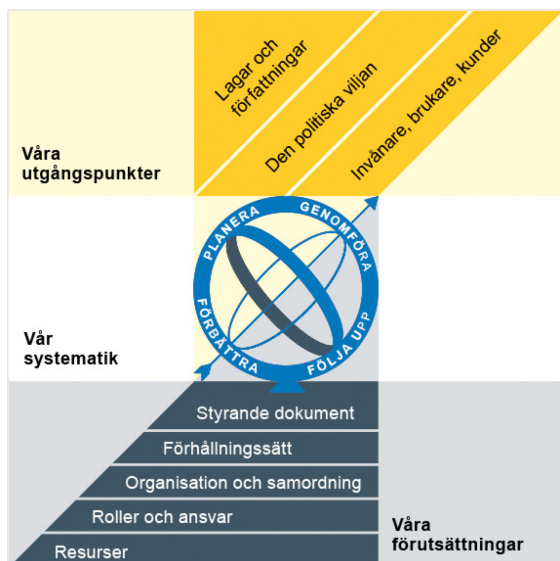 Lagar och
författningar
Den politiska viljan
Invånare, brukare, kunder
Våra
utgångspunkter
PLANERA
GENOMFÖRA
FÖLJA UPP
FÖRBÄTTRA
Vår
systematik
Styrande dokument
Förhållningssätt
Organisation och samordning
Roller och ansvar
Resurser
Våra
förutsättningar